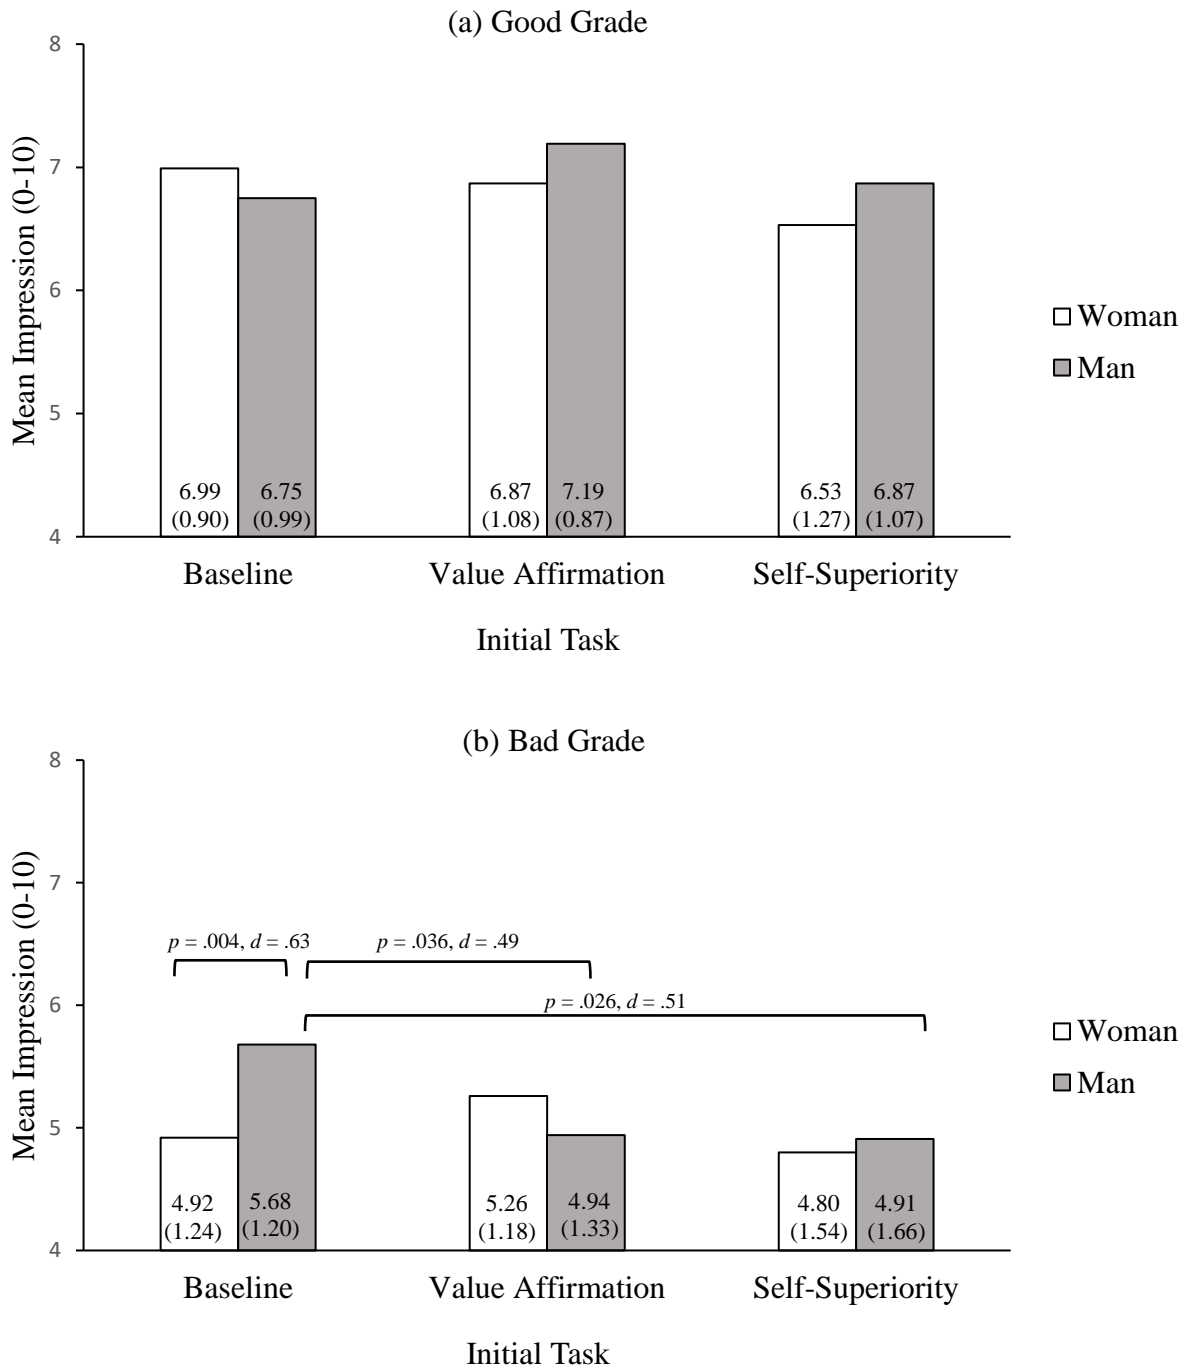 (a) Good Grade
8
7
6
5
4
Mean Impression (0-10)
6.99
(0.90)
6.75
(0.99)
6.87
(1.08)
7.19
(0.87)
6.53
(1.27)
6.87
(1.07)
Baseline
Value Affirmation
Self-Superiority
Initial Task
Woman
Man
(b) Bad Grade
8
7
6
5
4
Mean Impression (0-10)
p = .004, d = .63
p = .036, d = .49
p = .026, d = .51
4.92
(1.24)
5.68
(1.20)
5.26
(1.18)
4.94
(1.33)
4.80
(1.54)
4.91
(1.66)
Baseline
Value Affirmation
Self-Superiority
Initial Task
Woman
Man